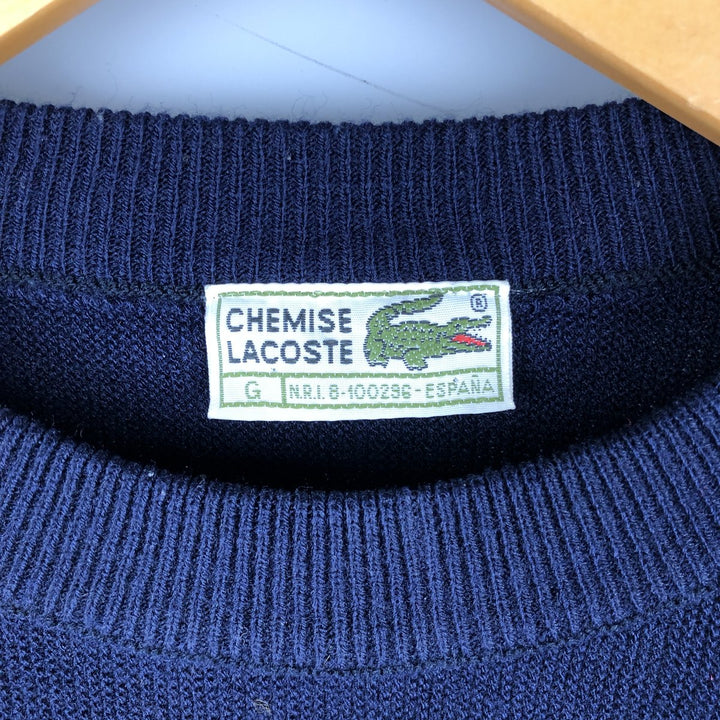 CHEMISE
LACOSTE
®
G N.R.I. 8-100296-ESPAÑA